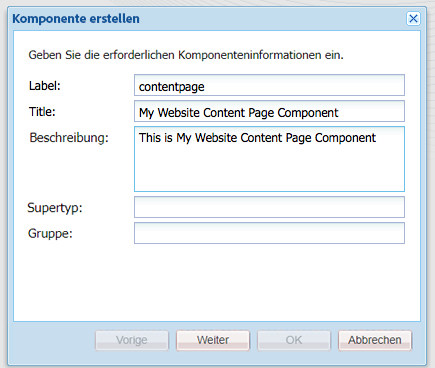 Komponente erstellen
Geben Sie die erforderlichen Komponenteninformationen ein.
Label: contentpage
Title: My Website Content Page Component
Beschreibung: This is My Website Content Page Component
Supertyp:
Gruppe:
Vorige Weiter OK Abbrechen